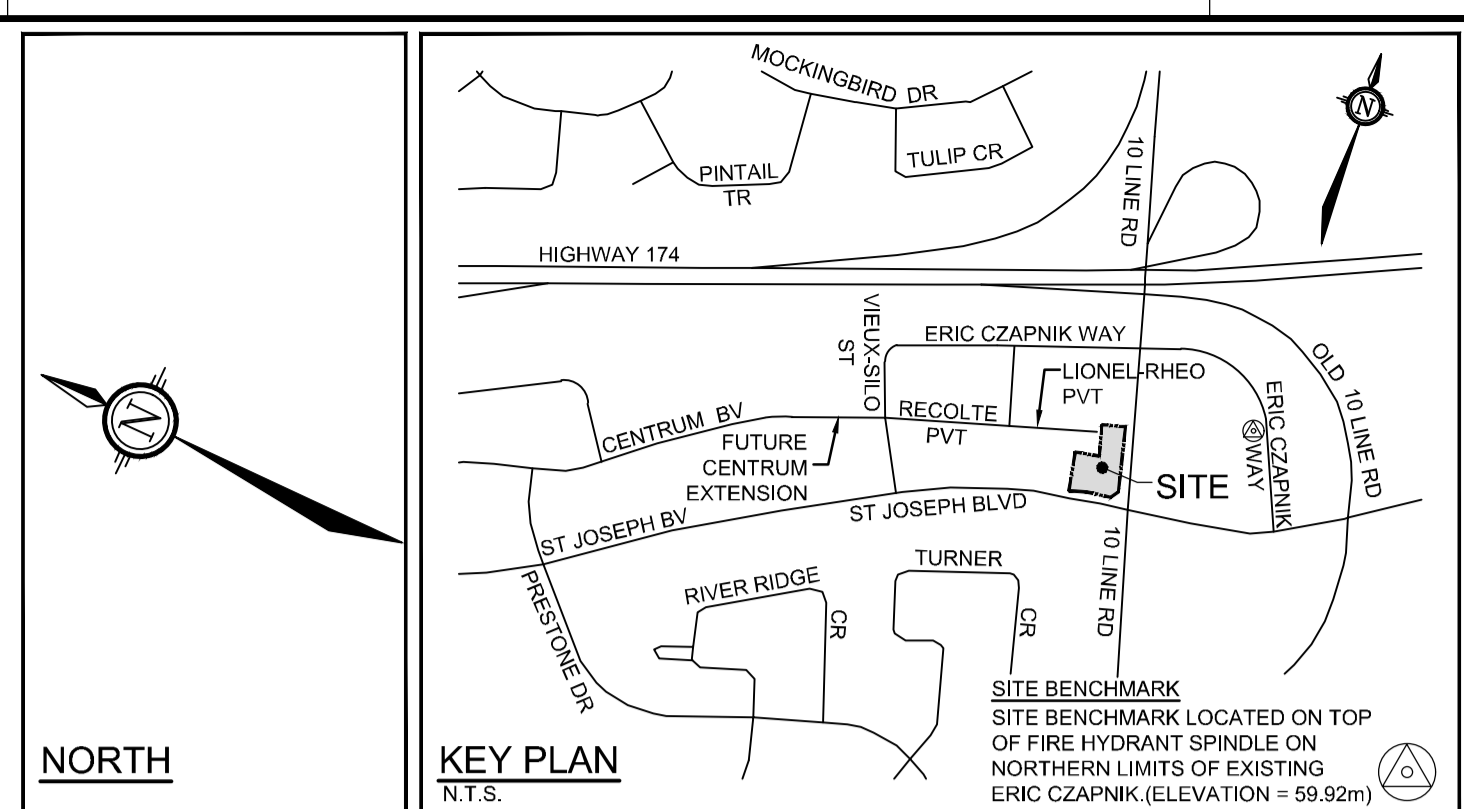 NORTH
N
MOCKINGBIRD DR
PINTAIL
TR
TULIP CR
10 LINE RD
N
HIGHWAY 174
VIEUX-SILO
ST
ERIC CZAPNIK WAY
LIONEL-RHEO
PVT
OLD 10 LINE RD
ERIC CZAPNIK
WAY
RECOLTE
PVT
CENTRUM BV
FUTURE
CENTRUM
EXTENSION
SITE
ST JOSEPH BLVD
ST JOSEPH BV
10 LINE RD
PRESTONE DR
RIVER RIDGE
CR
TURNER
CR
SITE BENCHMARK
SITE BENCHMARK LOCATED ON TOP
OF FIRE HYDRANT SPINDLE ON
NORTHERN LIMITS OF EXISTING
ERIC CZAPNIK.(ELEVATION = 59.92m)
KEY PLAN
N.T.S.